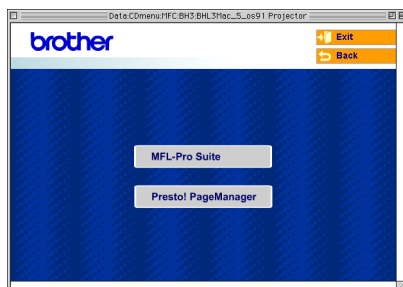 Data:CDmenu:MFC:BH3:BHL3Mac_5_os91 Projector
brother
Exit
Back
MFL-Pro Suite
Presto! PageManager